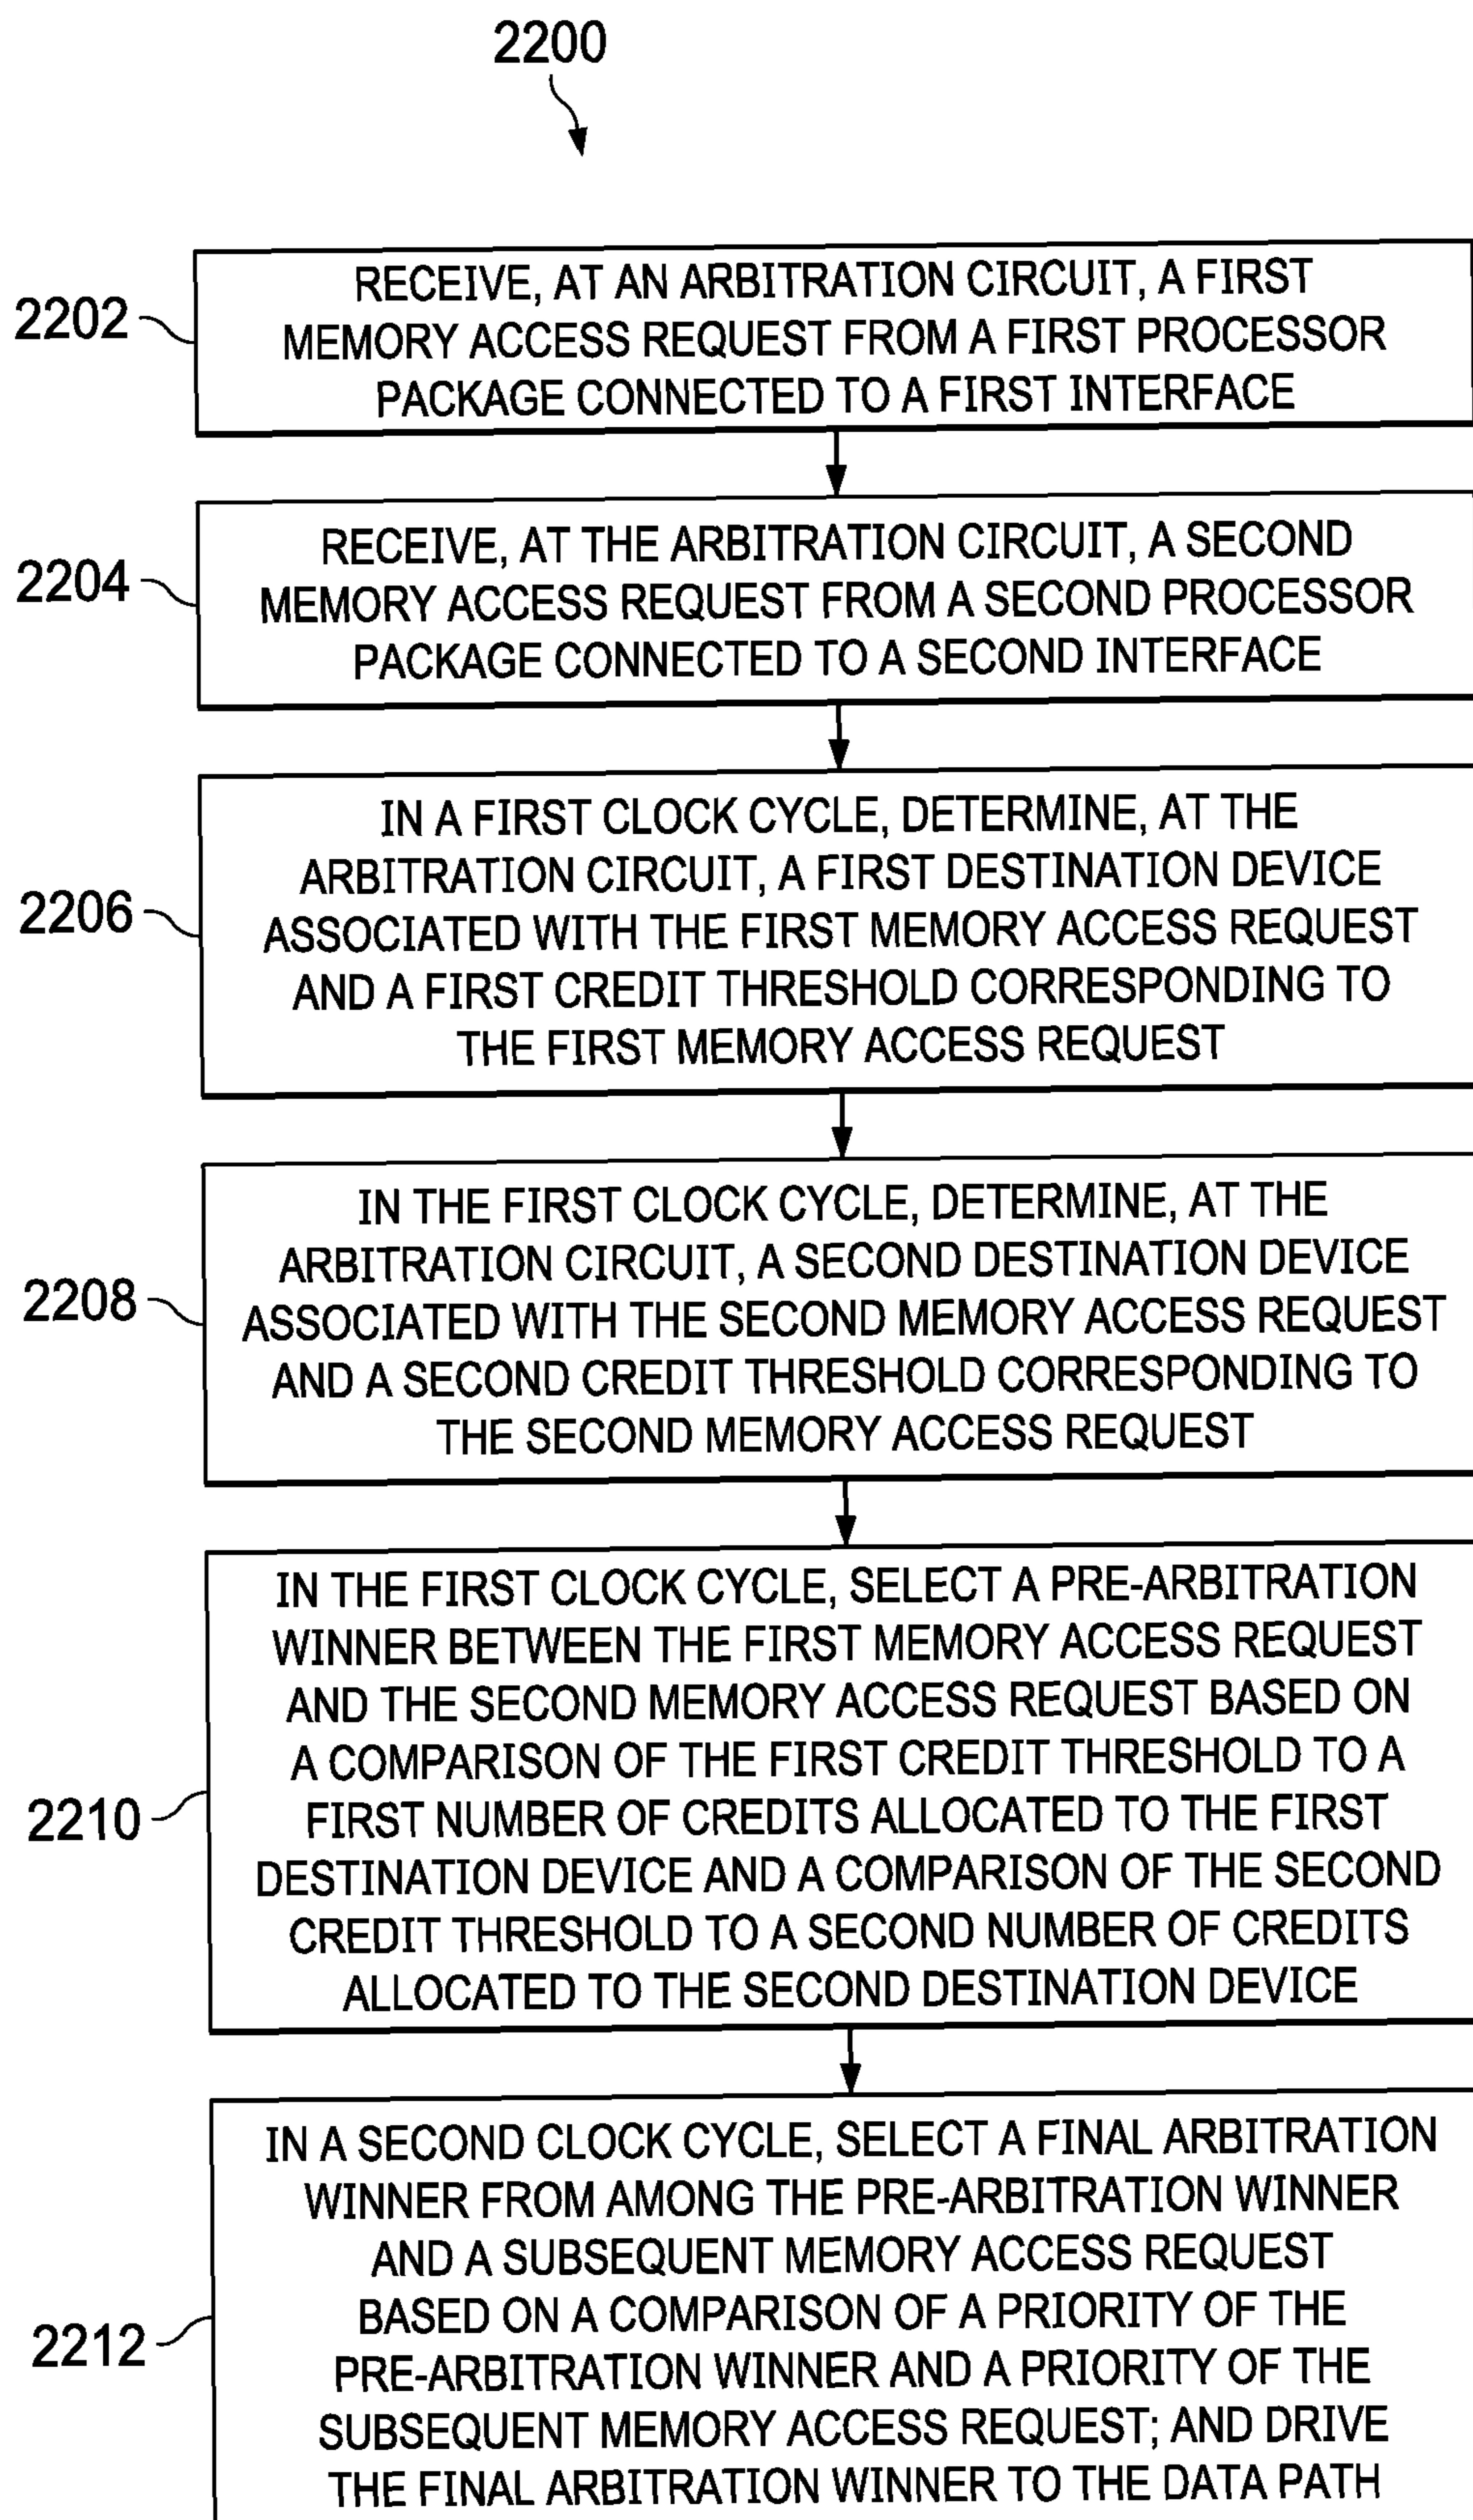 2200
2202
RECEIVE, AT AN ARBITRATION CIRCUIT, A FIRST
MEMORY ACCESS REQUEST FROM A FIRST PROCESSOR
PACKAGE CONNECTED TO A FIRST INTERFACE
2204
RECEIVE, AT THE ARBITRATION CIRCUIT, A SECOND
MEMORY ACCESS REQUEST FROM A SECOND PROCESSOR
PACKAGE CONNECTED TO A SECOND INTERFACE
2206
IN A FIRST CLOCK CYCLE, DETERMINE, AT THE
ARBITRATION CIRCUIT, A FIRST DESTINATION DEVICE
ASSOCIATED WITH THE FIRST MEMORY ACCESS REQUEST
AND A FIRST CREDIT THRESHOLD CORRESPONDING TO
THE FIRST MEMORY ACCESS REQUEST
2208
IN THE FIRST CLOCK CYCLE, DETERMINE, AT THE
ARBITRATION CIRCUIT, A SECOND DESTINATION DEVICE
ASSOCIATED WITH THE SECOND MEMORY ACCESS REQUEST
AND A SECOND CREDIT THRESHOLD CORRESPONDING TO
THE SECOND MEMORY ACCESS REQUEST
2210
IN THE FIRST CLOCK CYCLE, SELECT A PRE-ARBITRATION
WINNER BETWEEN THE FIRST MEMORY ACCESS REQUEST
AND THE SECOND MEMORY ACCESS REQUEST BASED ON
A COMPARISON OF THE FIRST CREDIT THRESHOLD TO A
FIRST NUMBER OF CREDITS ALLOCATED TO THE FIRST
DESTINATION DEVICE AND A COMPARISON OF THE SECOND
CREDIT THRESHOLD TO A SECOND NUMBER OF CREDITS
ALLOCATED TO THE SECOND DESTINATION DEVICE
2212
IN A SECOND CLOCK CYCLE, SELECT A FINAL ARBITRATION
WINNER FROM AMONG THE PRE-ARBITRATION WINNER
AND A SUBSEQUENT MEMORY ACCESS REQUEST
BASED ON A COMPARISON OF A PRIORITY OF THE
PRE-ARBITRATION WINNER AND A PRIORITY OF THE
SUBSEQUENT MEMORY ACCESS REQUEST; AND DRIVE
THE FINAL ARBITRATION WINNER TO THE DATA PATH